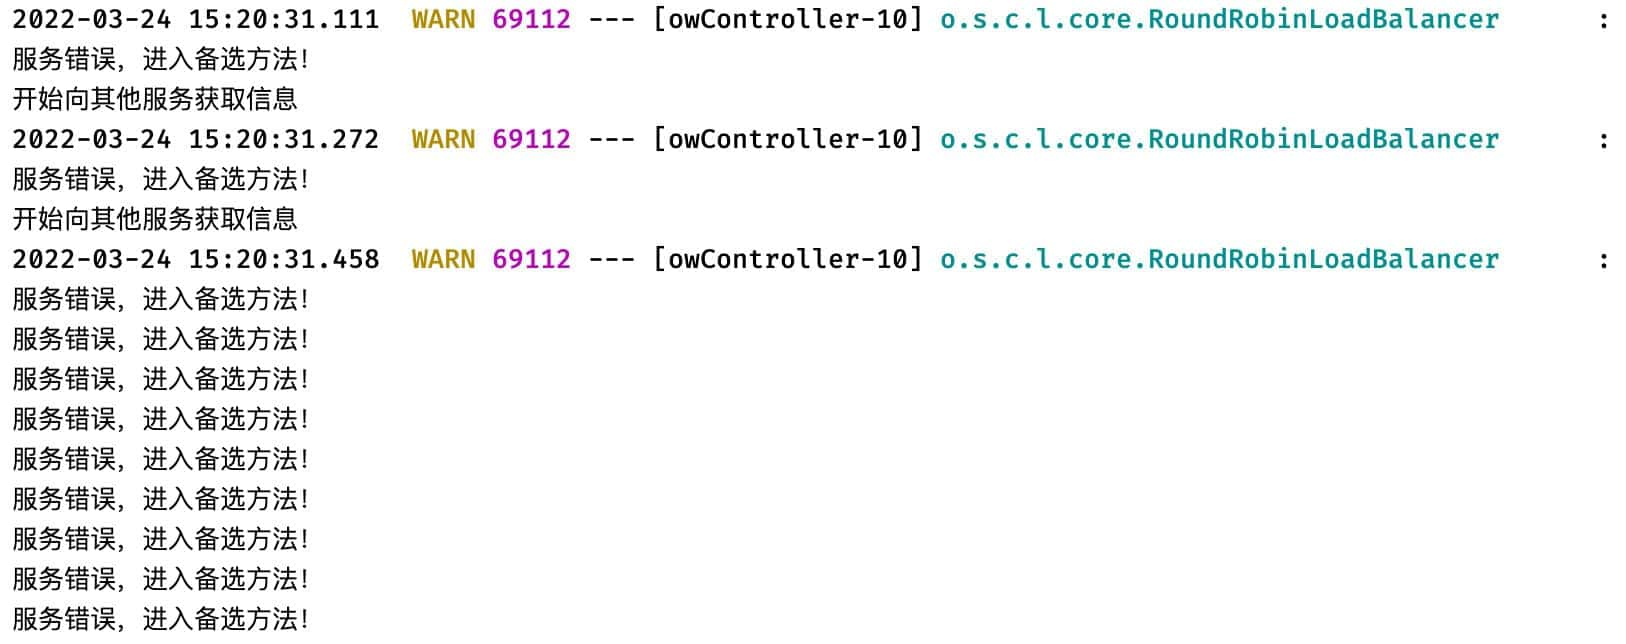 2022-03-24 15:20:31.111  WARN 69112 --- [owController-10] o.s.c.l.core.RoundRobinLoadBalancer      :
服务错误，进入备选方法！
开始向其他服务获取信息
2022-03-24 15:20:31.272  WARN 69112 --- [owController-10] o.s.c.l.core.RoundRobinLoadBalancer      :
服务错误，进入备选方法！
开始向其他服务获取信息
2022-03-24 15:20:31.458  WARN 69112 --- [owController-10] o.s.c.l.core.RoundRobinLoadBalancer      :
服务错误，进入备选方法！
服务错误，进入备选方法！
服务错误，进入备选方法！
服务错误，进入备选方法！
服务错误，进入备选方法！
服务错误，进入备选方法！
服务错误，进入备选方法！
服务错误，进入备选方法！
服务错误，进入备选方法！